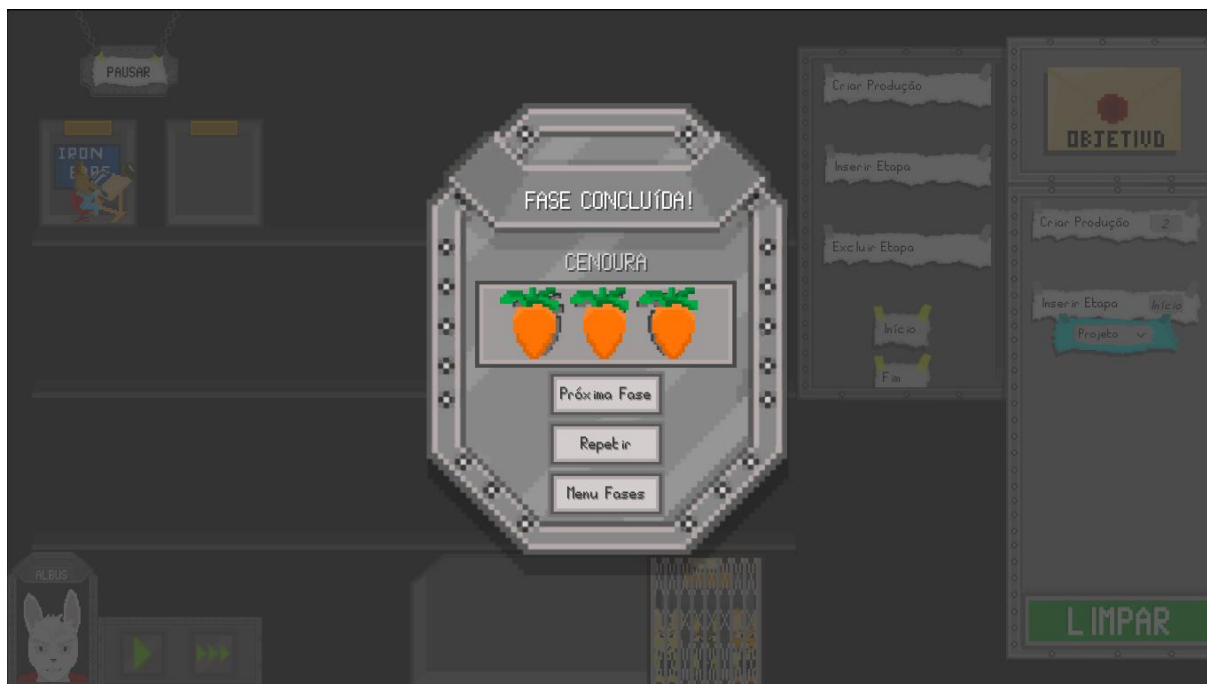 PAUSAR
IRON
FASE CONCLUÍDA!
CENOURA
Próxima Fase
Repetir
Menu Fases
Criar Produção
Inserir Etapa
Excluir Etapa
Início
Fim
OBJETIVO
Criar Produção 2
Inserir Etapa Início
Projeto
LIMPAR
ALBUS